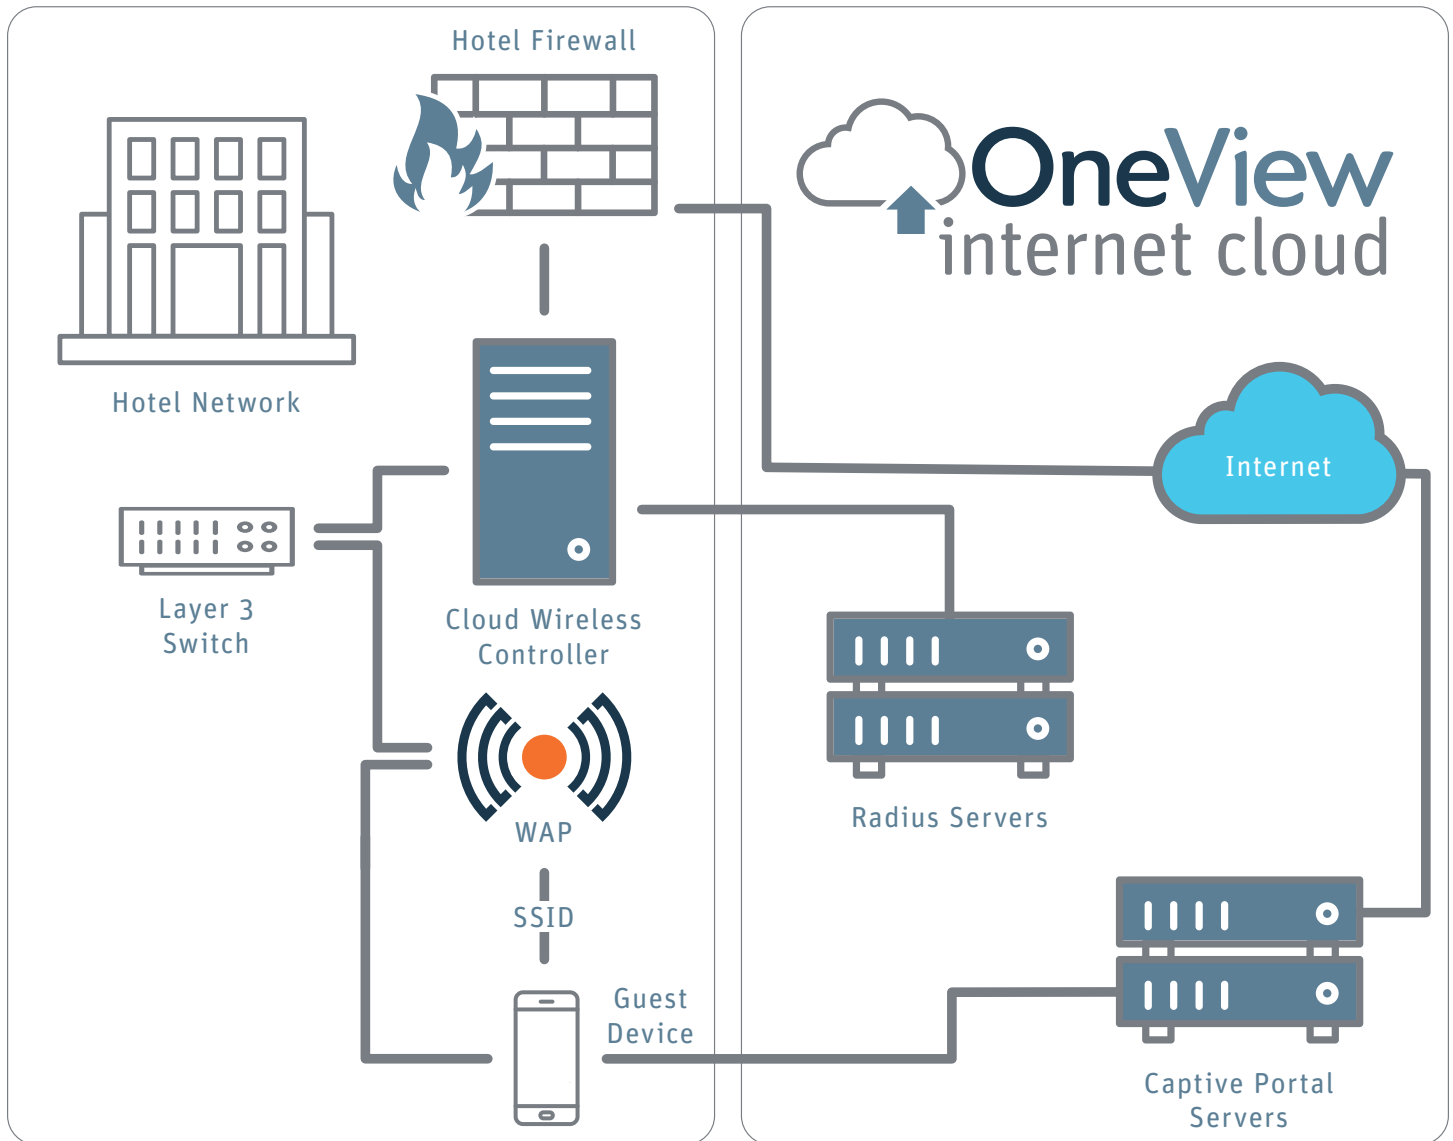 Hotel Firewall
Hotel Network
Layer 3
Switch
Cloud Wireless
Controller
WAP
SSID
Guest
Device
OneView
internet cloud
Internet
Radius Servers
Captive Portal
Servers